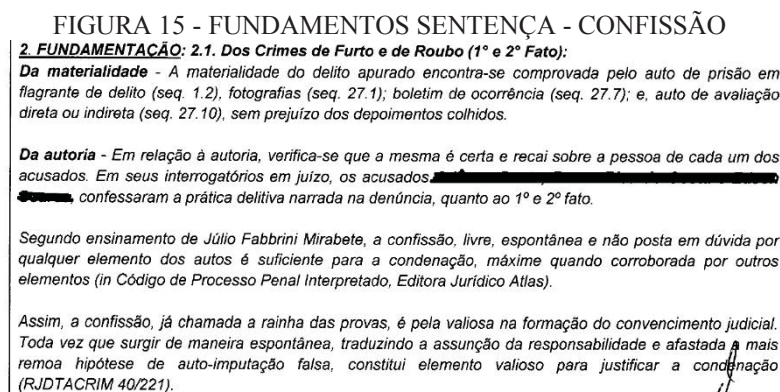 FIGURA 15 - FUNDAMENTOS SENTENÇA - CONFISSÃO
2. FUNDAMENTAÇÃO: 2.1. Dos Crimes de Furto e de Roubo (1° e 2° Fato):
Da materialidade - A materialidade do delito apurado encontra-se comprovada pelo auto de prisão em
flagrante de delito (seq. 1.2), fotografias (seq. 27.1); boletim de ocorrência (seq. 27.7); e, auto de avaliação
direta ou indireta (seq. 27.10), sem prejuízo dos depoimentos colhidos.
Da autoria - Em relação à autoria, verifica-se que a mesma é certa e recai sobre a pessoa de cada um dos
acusados. Em seus interrogatórios em juízo, os acusados
, confessaram a prática delitiva narrada na denúncia, quanto ao 1º e 2º fato.
Segundo ensinamento de Júlio Fabbrini Mirabete, a confissão, livre, espontânea e não posta em dúvida por
qualquer elemento dos autos é suficiente para a condenação, máxime quando corroborada por outros
elementos (in Código de Processo Penal Interpretado, Editora Jurídico Atlas).
Assim, a confissão, já chamada a rainha das provas, é pela valiosa na formação do convencimento judicial.
Toda vez que surgir de maneira espontânea, traduzindo a assunção da responsabilidade e afastada a mais
remoa hipótese de auto-imputação falsa, constitui elemento valioso para justificar a condenação
(RJDTACRIM 40/221).